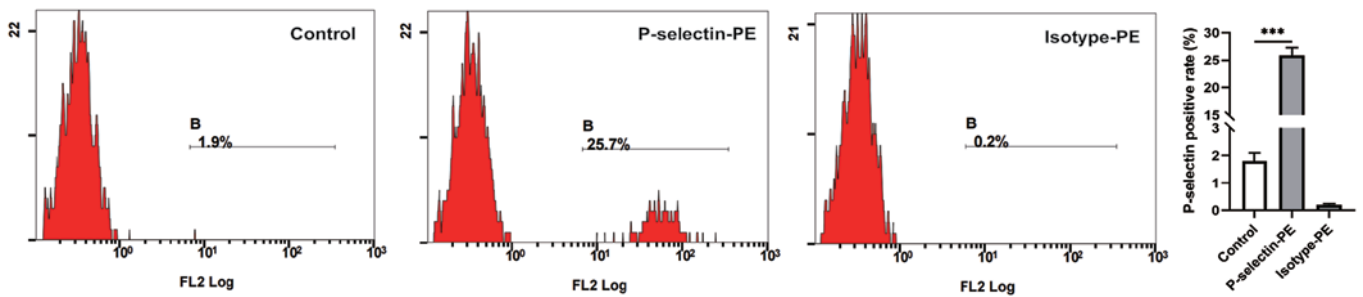 22
Control
B
1.9%
10⁰
10¹
10²
10³
FL2 Log
22
P-selectin-PE
B
25.7%
10⁰
10¹
10²
10³
FL2 Log
21
Isotype-PE
B
0.2%
10⁰
10¹
10²
10³
FL2 Log
P-selectin positive rate (%)
30
25
20
15
3
2
1
0
***
Control
P-selectin-PE
Isotype-PE